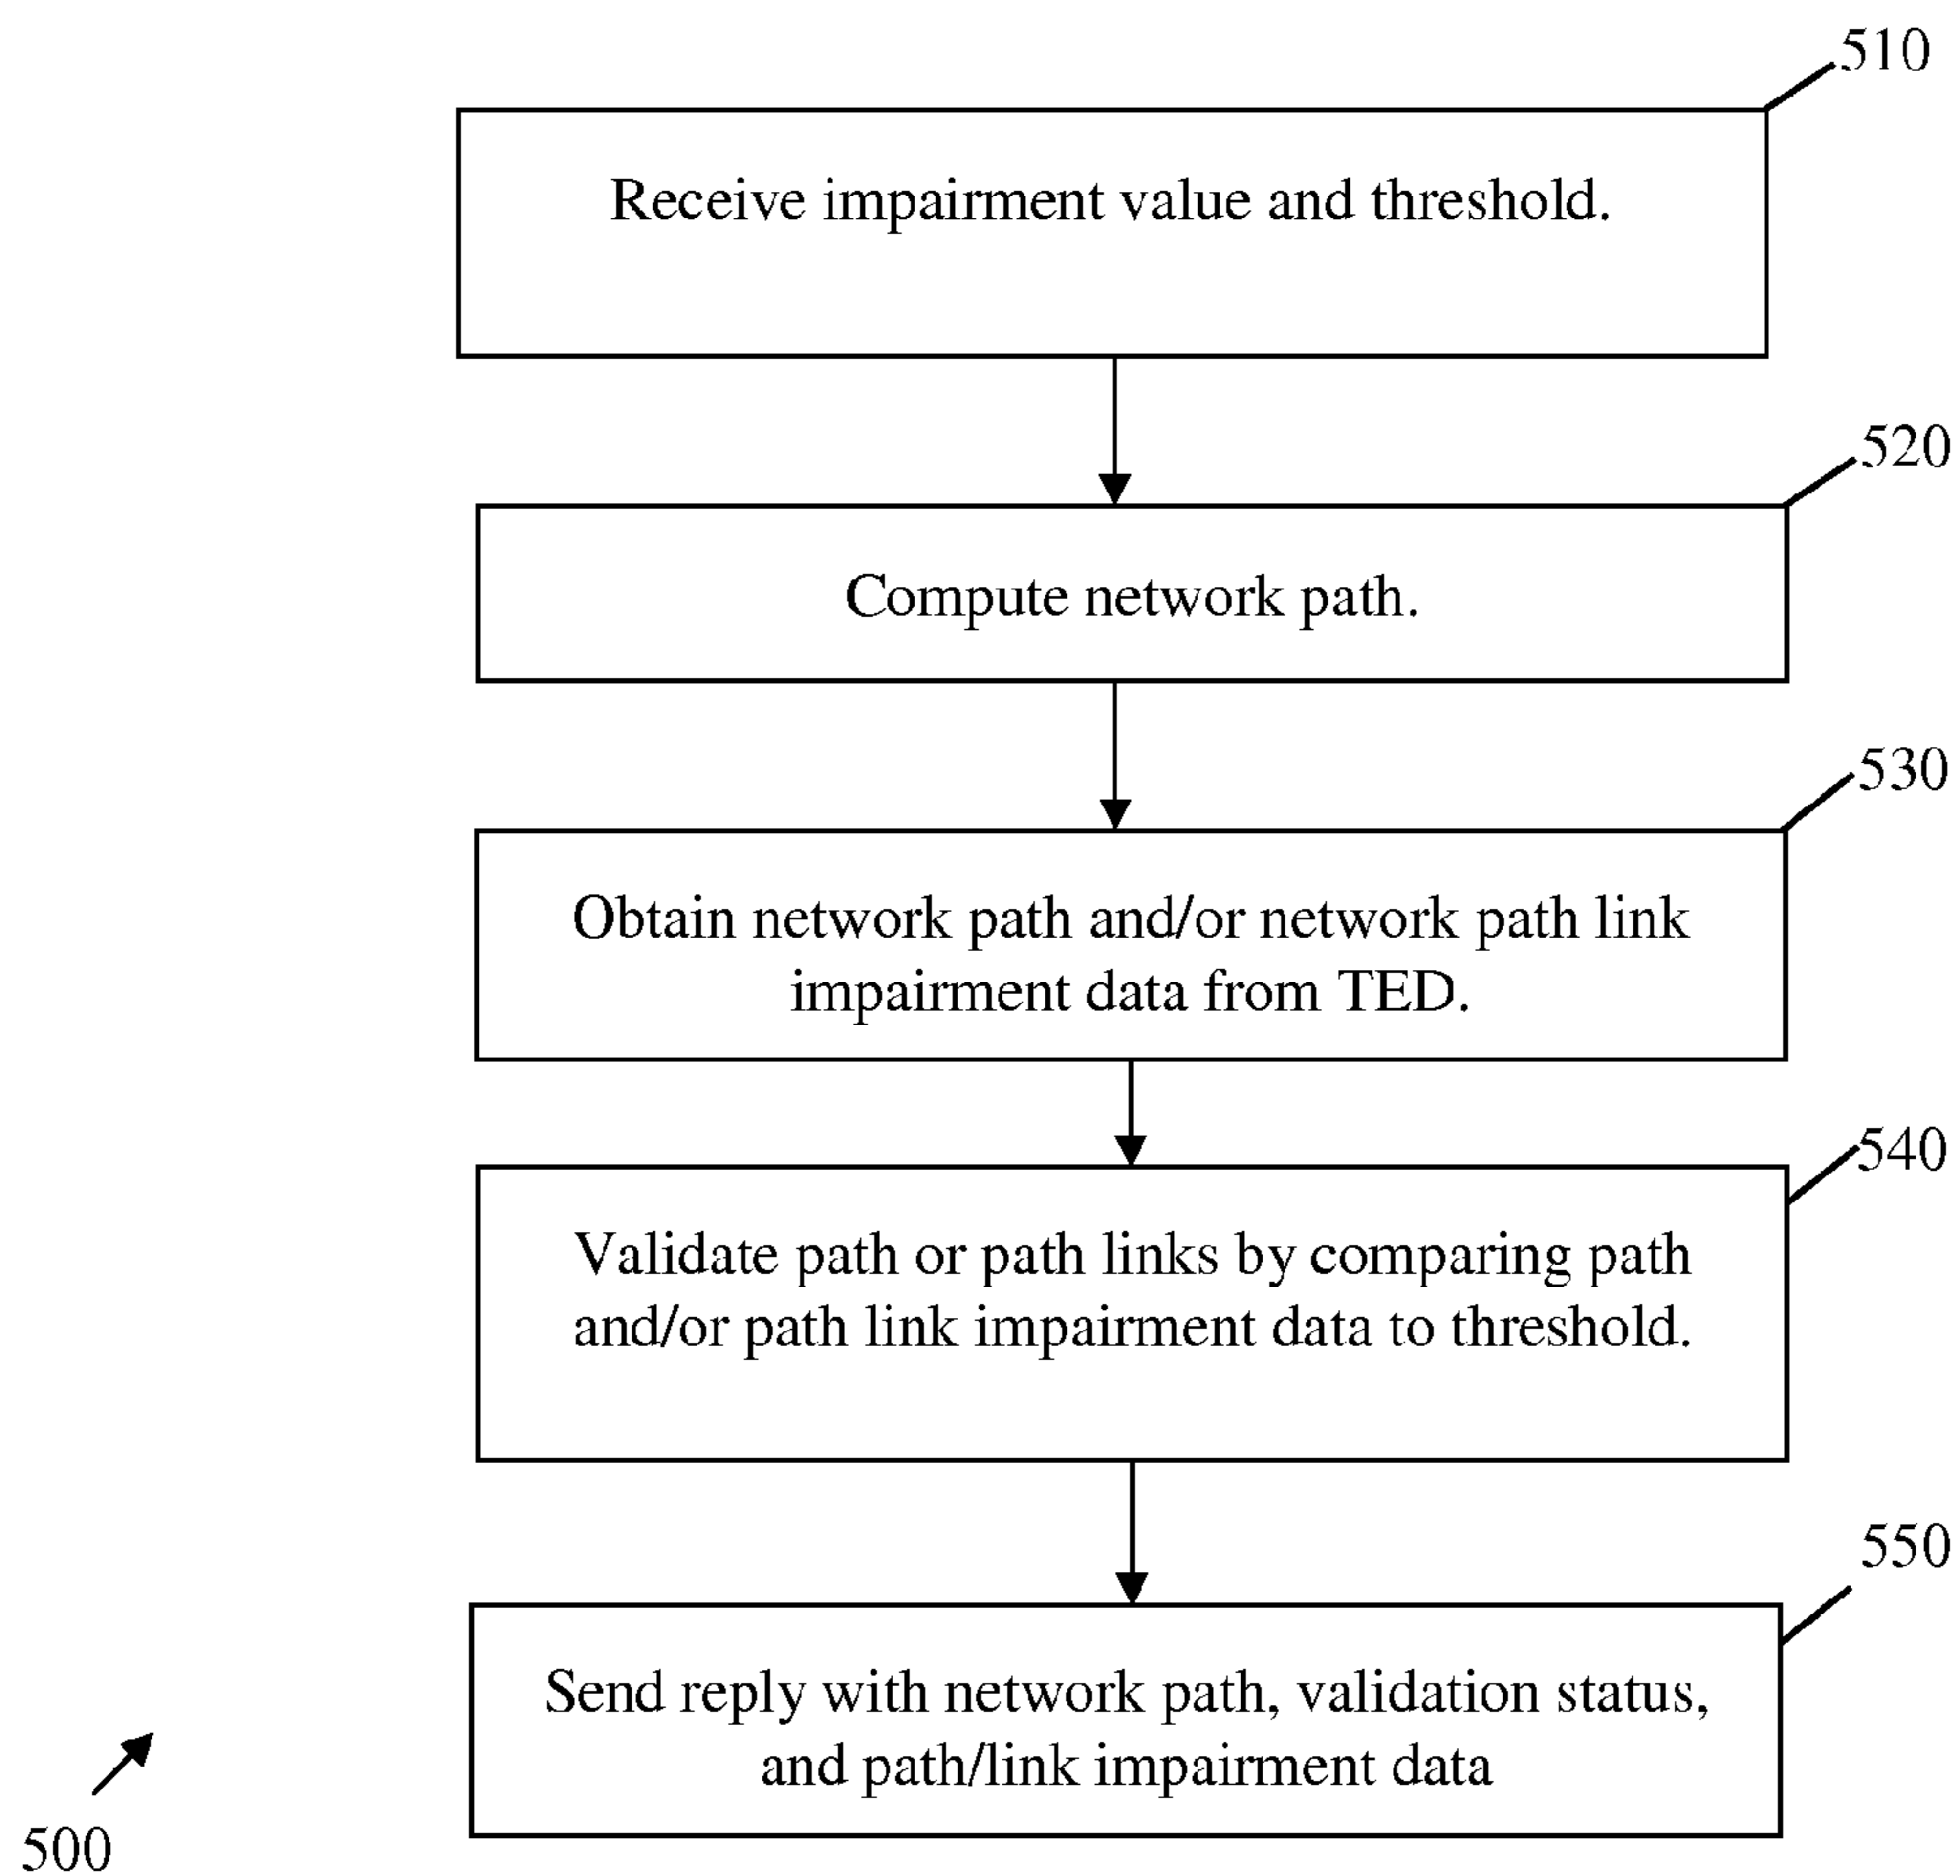 510
Receive impairment value and threshold.
520
Compute network path.
530
Obtain network path and/or network path link
impairment data from TED.
540
Validate path or path links by comparing path
and/or path link impairment data to threshold.
550
Send reply with network path, validation status,
and path/link impairment data
500